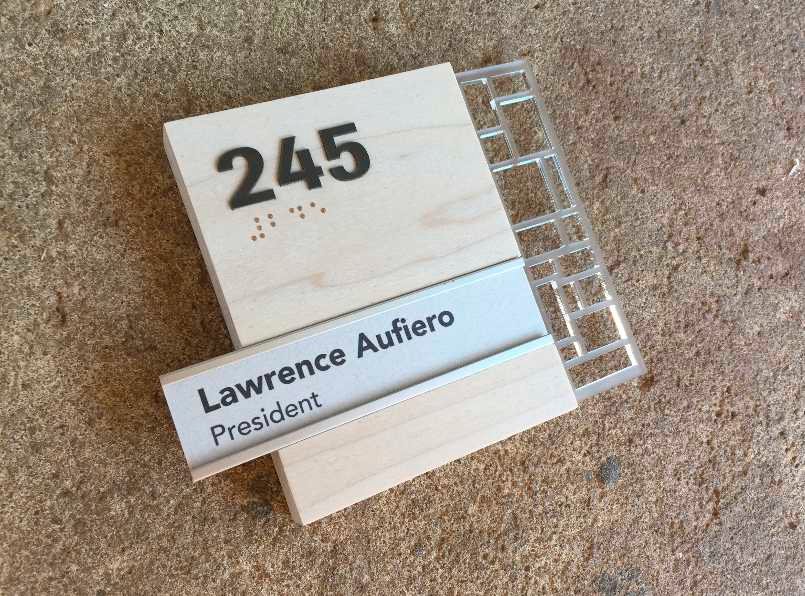 245
⠼⠃⠙⠑
Lawrence Aufiero
President